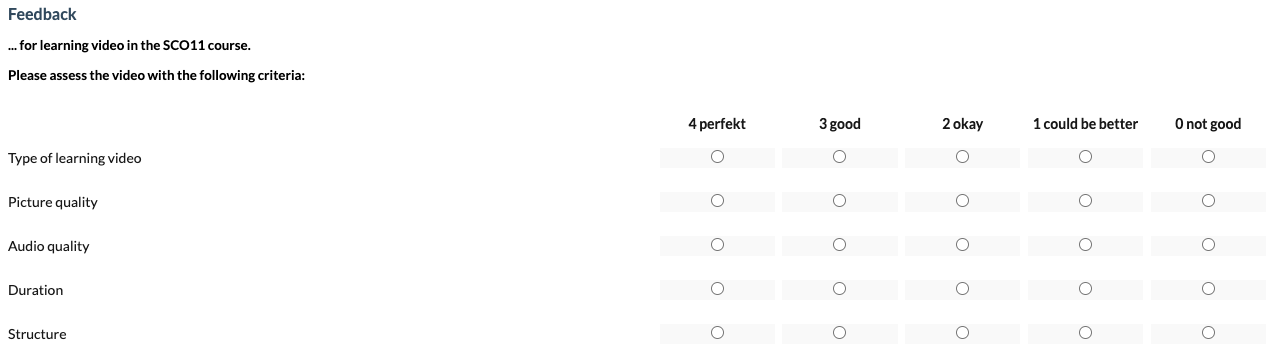 Feedback
... for learning video in the SCO11 course.
Please assess the video with the following criteria:
4 perfekt 3 good 2 okay 1 could be better 0 not good
Type of learning video
Picture quality
Audio quality
Duration
Structure